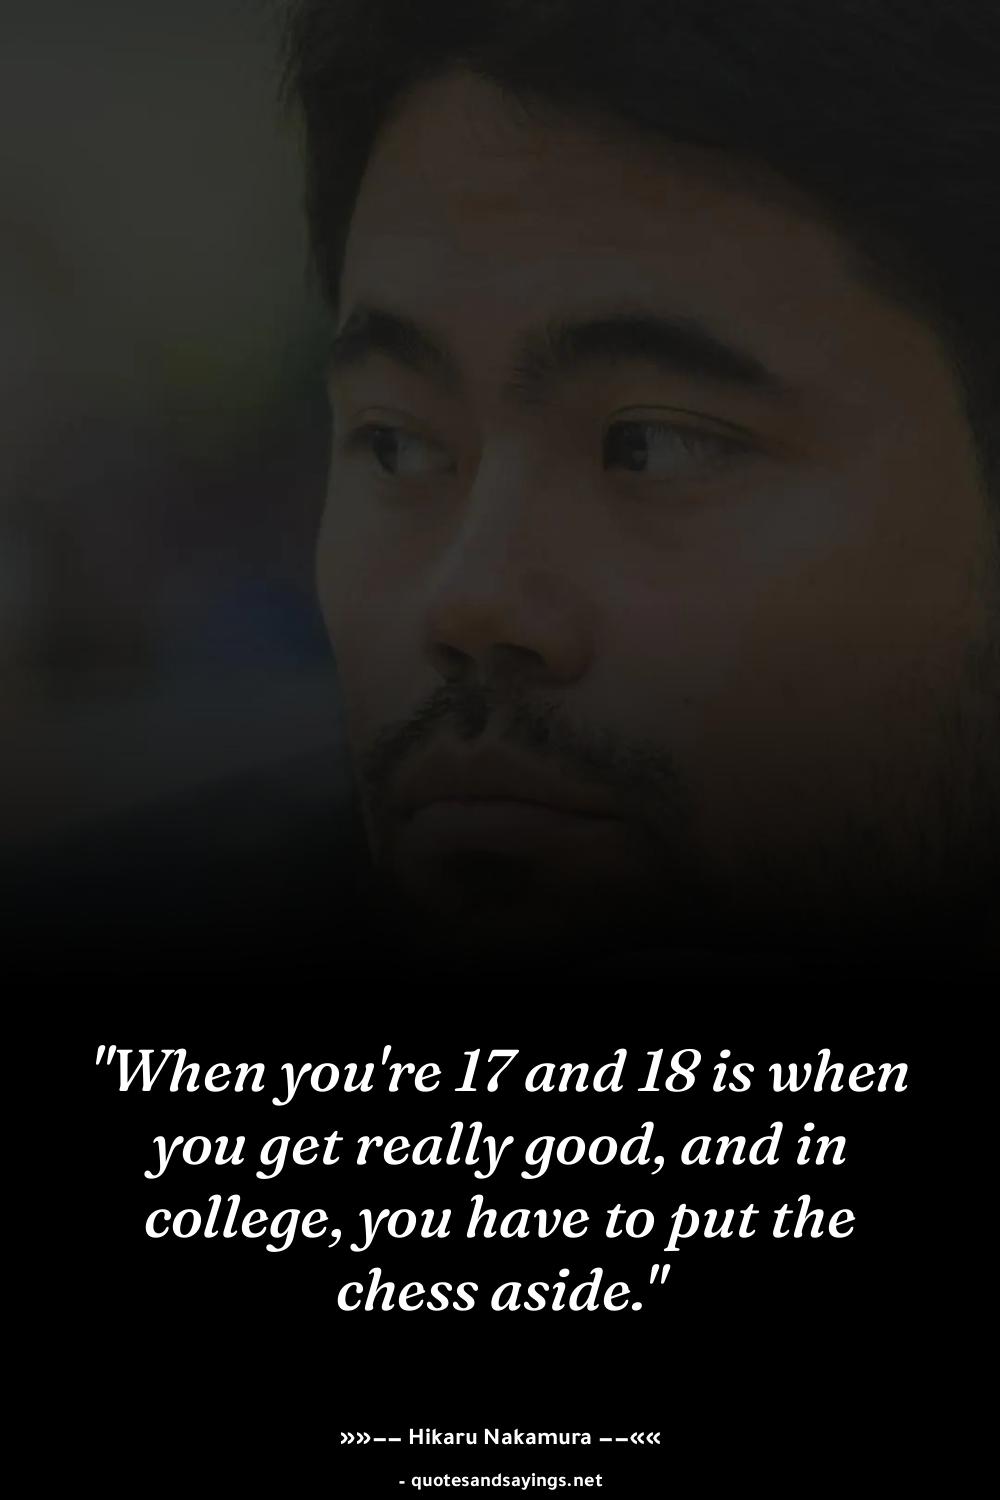 "When you're 17 and 18 is when
you get really good, and in
college, you have to put the
chess aside."
»»−− Hikaru Nakamura −−««
- quotesandsayings.net